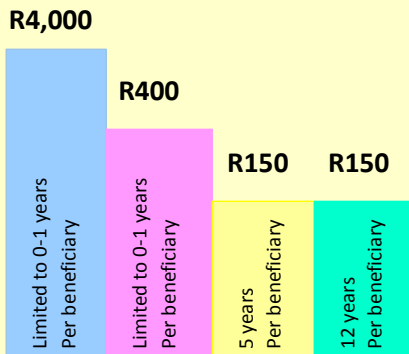 R4,000
R400
R150
R150
Limited to 0-1 years
Per beneficiary
Limited to 0-1 years
Per beneficiary
5 years
Per beneficiary
12 years
Per beneficiary